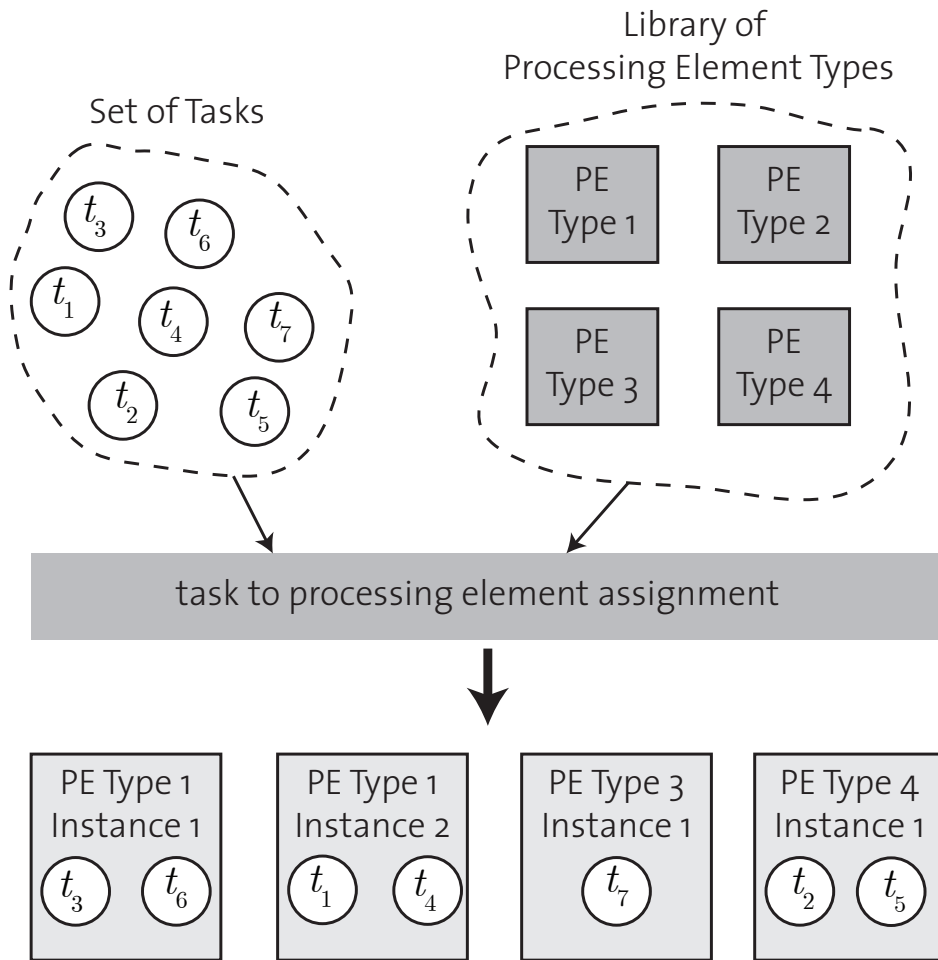 Library of
Processing Element Types
Set of Tasks
PE
Type 1
PE
Type 2
t₃
t₆
t₁
t₄
t₇
PE
Type 3
PE
Type 4
t₂
t₅
task to processing element assignment
PE Type 1
Instance 1
t₃ t₆
PE Type 1
Instance 2
t₁ t₄
PE Type 3
Instance 1
t₇
PE Type 4
Instance 1
t₂ t₅